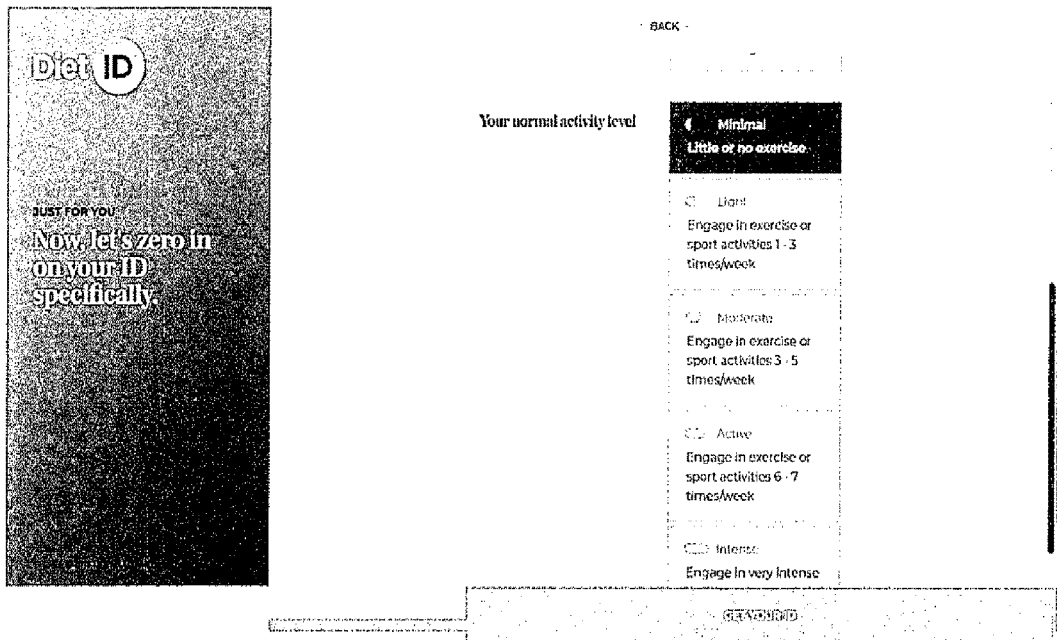 Diet ID
JUST FOR YOU
Now, let's zero in
on your ID
specifically.
BACK
Your normal activity level
Minimal
Little or no exercise
Light
Engage in exercise or
sport activities 1 - 3
times/week
Moderate
Engage in exercise or
sport activities 3 - 5
times/week
Active
Engage in exercise or
sport activities 6 - 7
times/week
Intense
Engage in very intense
GET YOUR ID